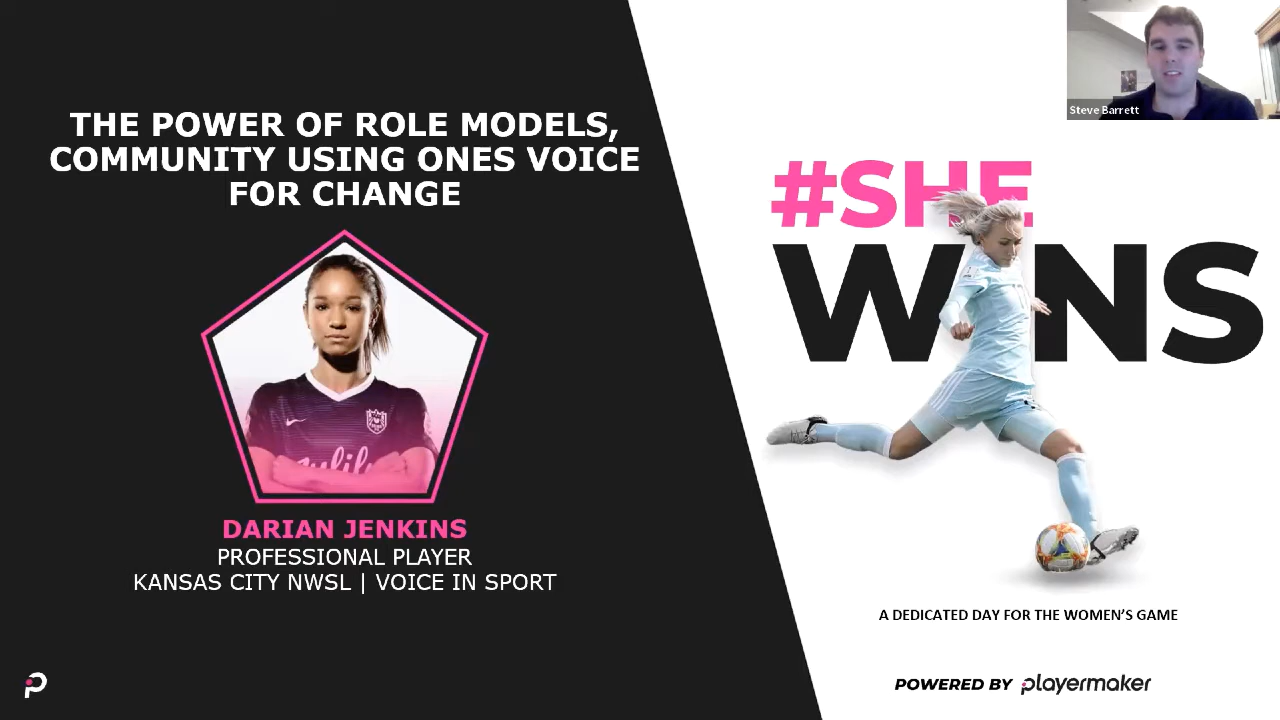 THE POWER OF ROLE MODELS,
COMMUNITY USING ONES VOICE
FOR CHANGE
DARIAN JENKINS
PROFESSIONAL PLAYER
KANSAS CITY NWSL | VOICE IN SPORT
Steve Barrett
#SHE
WINS
A DEDICATED DAY FOR THE WOMEN'S GAME
POWERED BY playermaker